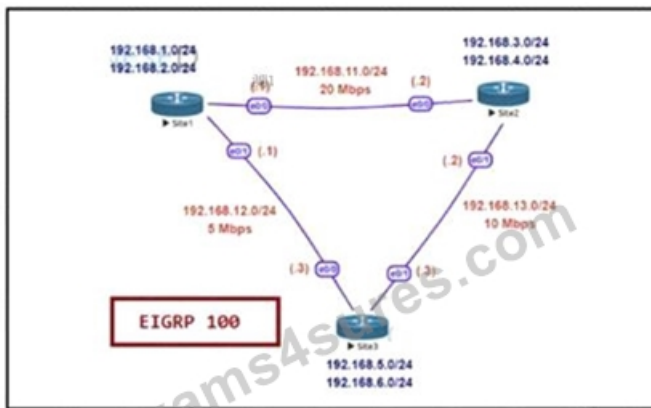 192.168.1.0/24
192.168.2.0/24
192.168.3.0/24
192.168.4.0/24
192.168.11.0/24
20 Mbps
(.1)
e0/0
(.2)
e0/0
Site1
Site2
e0/1
(.1)
(.2)
e0/1
192.168.12.0/24
5 Mbps
192.168.13.0/24
10 Mbps
(.3)
e0/0
e0/1
(.3)
EIGRP 100
Site3
192.168.5.0/24
192.168.6.0/24